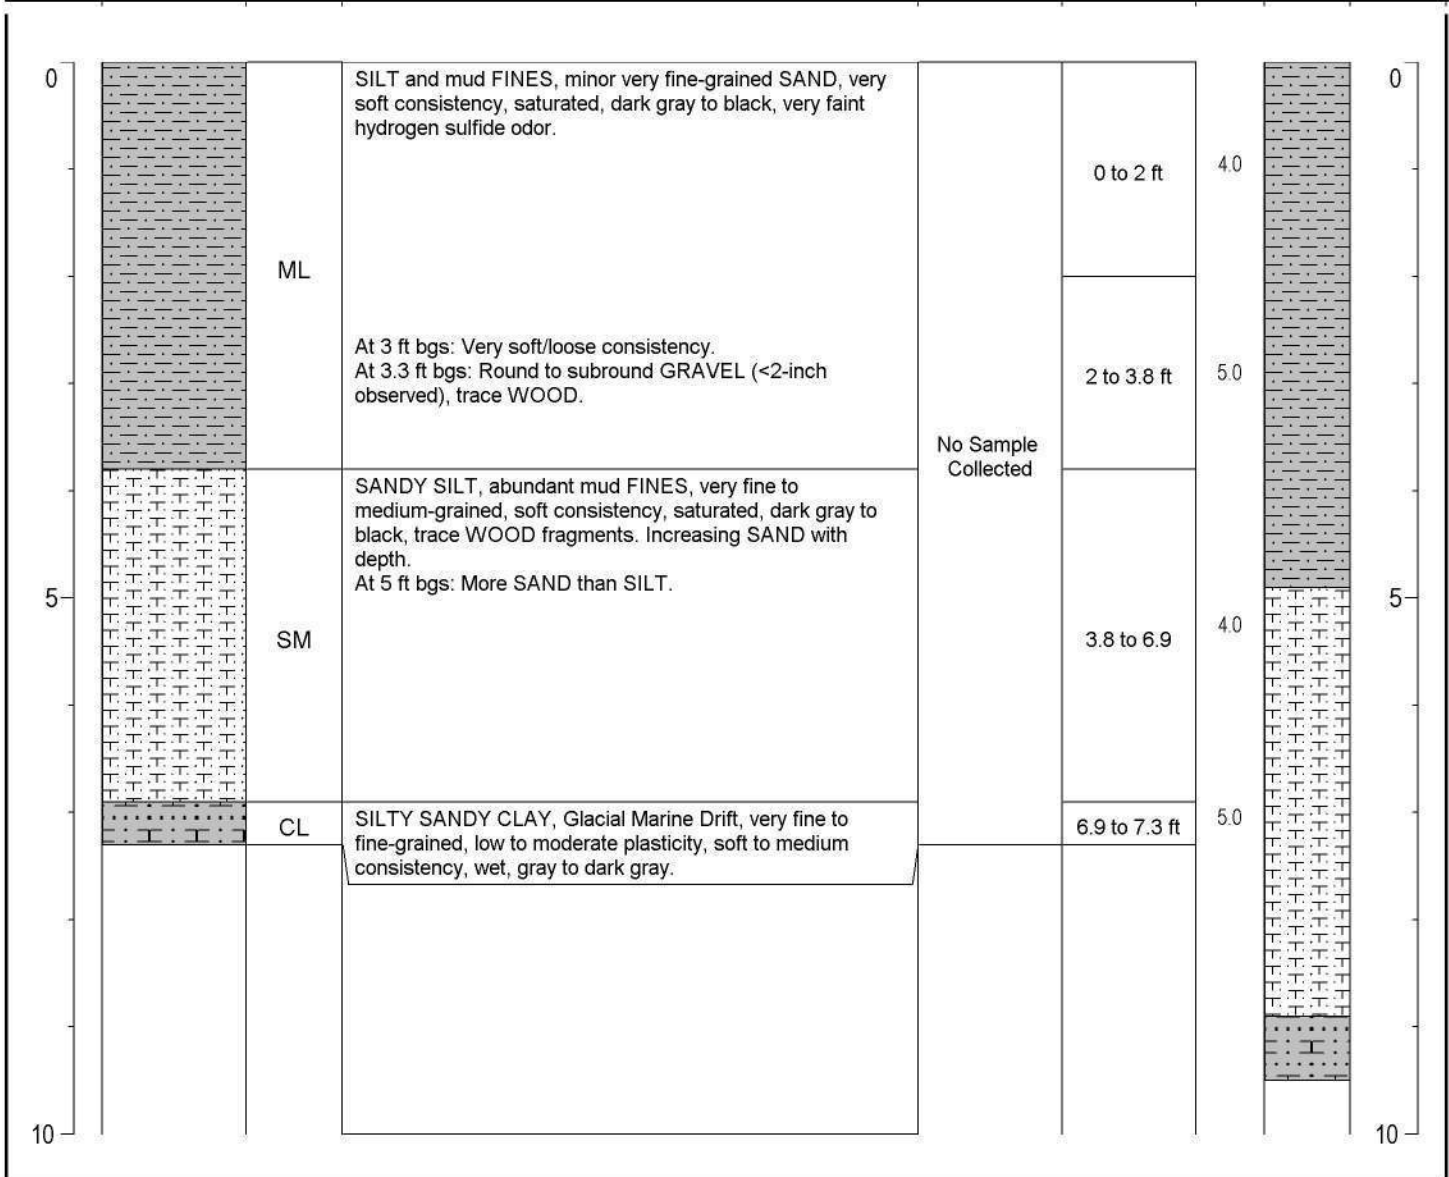 0
SILT and mud FINES, minor very fine-grained SAND, very
soft consistency, saturated, dark gray to black, very faint
hydrogen sulfide odor.
0
4.0
0 to 2 ft
ML
At 3 ft bgs: Very soft/loose consistency.
At 3.3 ft bgs: Round to subround GRAVEL (<2-inch
observed), trace WOOD.
2 to 3.8 ft
5.0
No Sample
Collected
SANDY SILT, abundant mud FINES, very fine to
medium-grained, soft consistency, saturated, dark gray to
black, trace WOOD fragments. Increasing SAND with
depth.
At 5 ft bgs: More SAND than SILT.
5
5
SM
3.8 to 6.9
4.0
CL
SILTY SANDY CLAY, Glacial Marine Drift, very fine to
fine-grained, low to moderate plasticity, soft to medium
consistency, wet, gray to dark gray.
6.9 to 7.3 ft
5.0
10
10